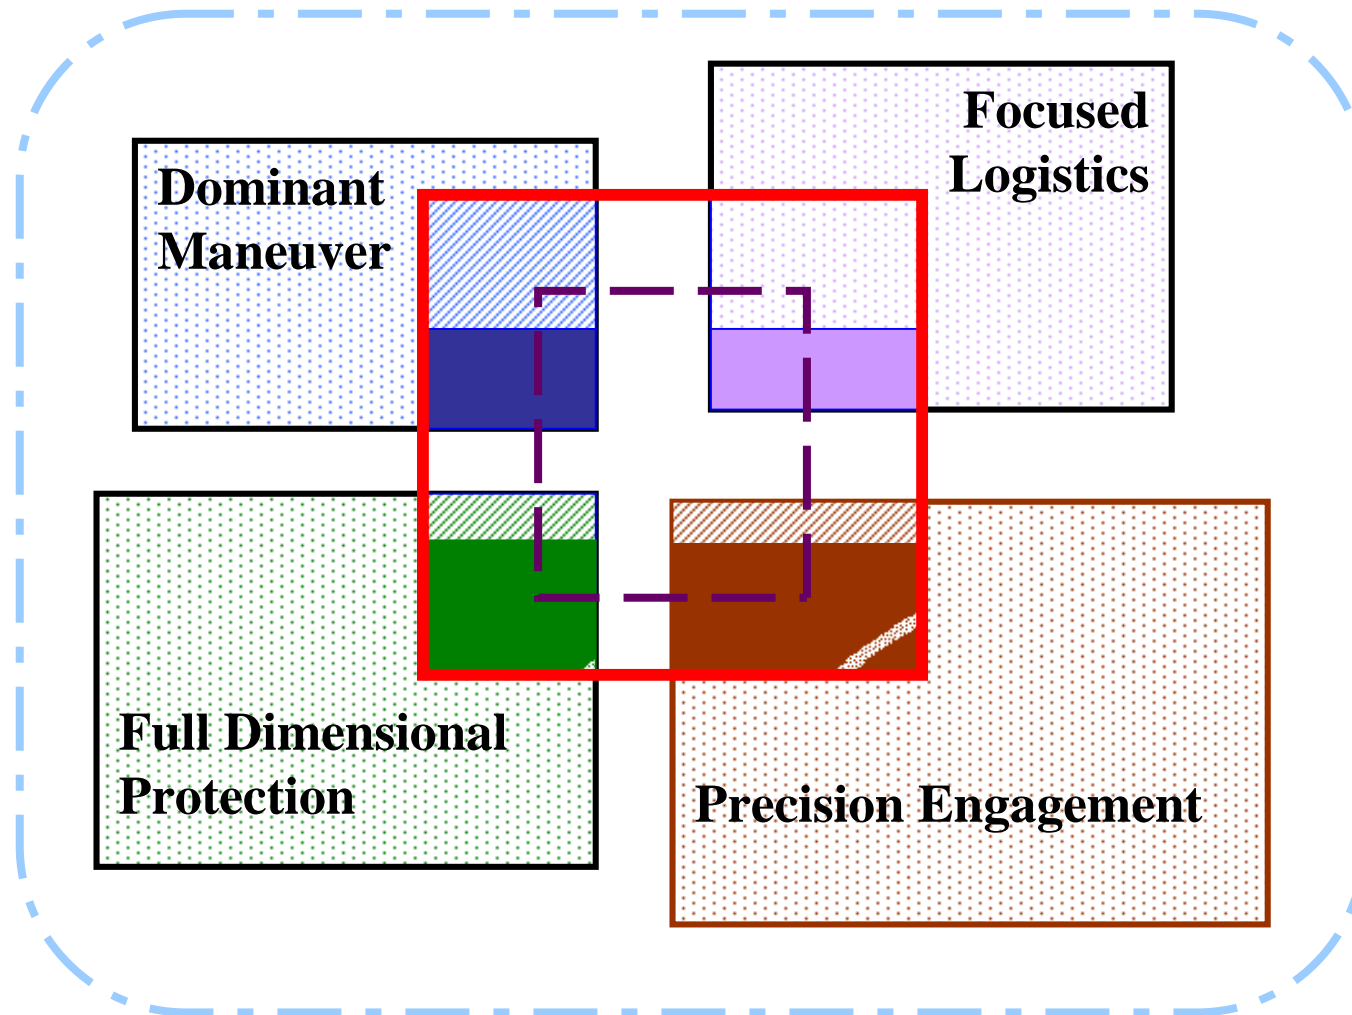 Focused
Logistics
Dominant
Maneuver
Full Dimensional
Protection
Precision Engagement